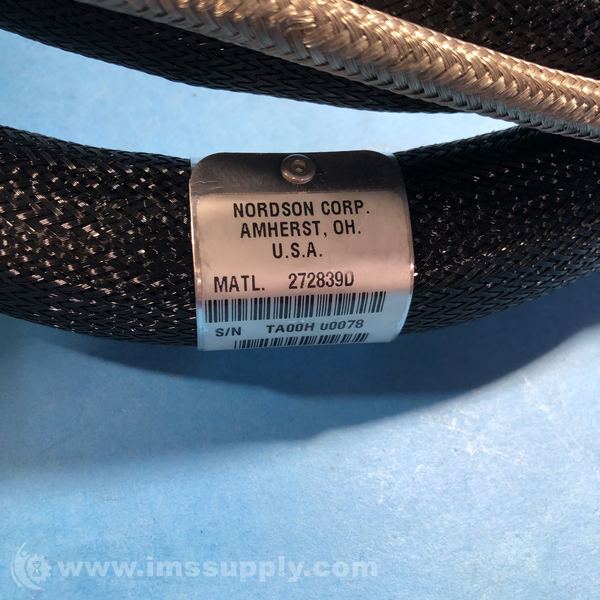 NORDSON CORP.
AMHERST, OH.
U.S.A.
MATL. 272839D
S/N TA00H 00078
www.imssupply.com